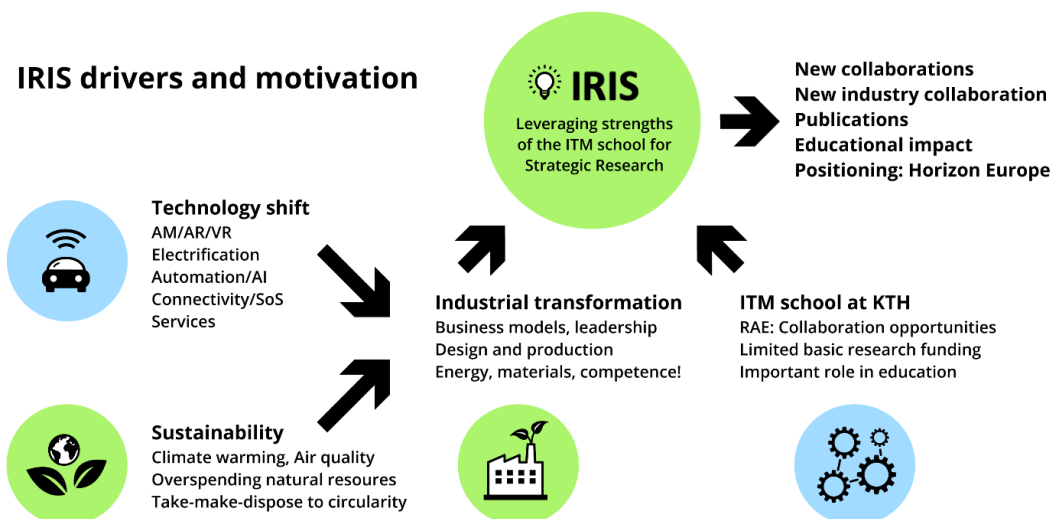 IRIS drivers and motivation
IRIS
Leveraging strengths
of the ITM school for
Strategic Research
New collaborations
New industry collaboration
Publications
Educational impact
Positioning: Horizon Europe
Technology shift
AM/AR/VR
Electrification
Automation/AI
Connectivity/SoS
Services
Industrial transformation
Business models, leadership
Design and production
Energy, materials, competence!
ITM school at KTH
RAE: Collaboration opportunities
Limited basic research funding
Important role in education
Sustainability
Climate warming, Air quality
Overspending natural resoures
Take-make-dispose to circularity